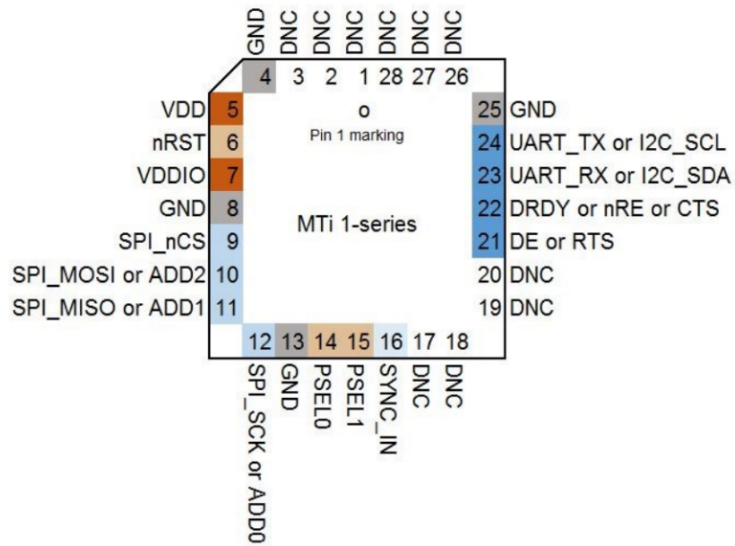 GND DNC DNC DNC DNC DNC DNC
4 3 2 1 28 27 26
VDD 5
nRST 6
VDDIO 7
GND 8
SPI_nCS 9
SPI_MOSI or ADD2 10
SPI_MISO or ADD1 11
o
Pin 1 marking
MTi 1-series
25 GND
24 UART_TX or I2C_SCL
23 UART_RX or I2C_SDA
22 DRDY or nRE or CTS
21 DE or RTS
20 DNC
19 DNC
12 13 14 15 16 17 18
SPI_SCK or ADD0
GND
PSEL0
PSEL1
SYNC_IN
DNC
DNC